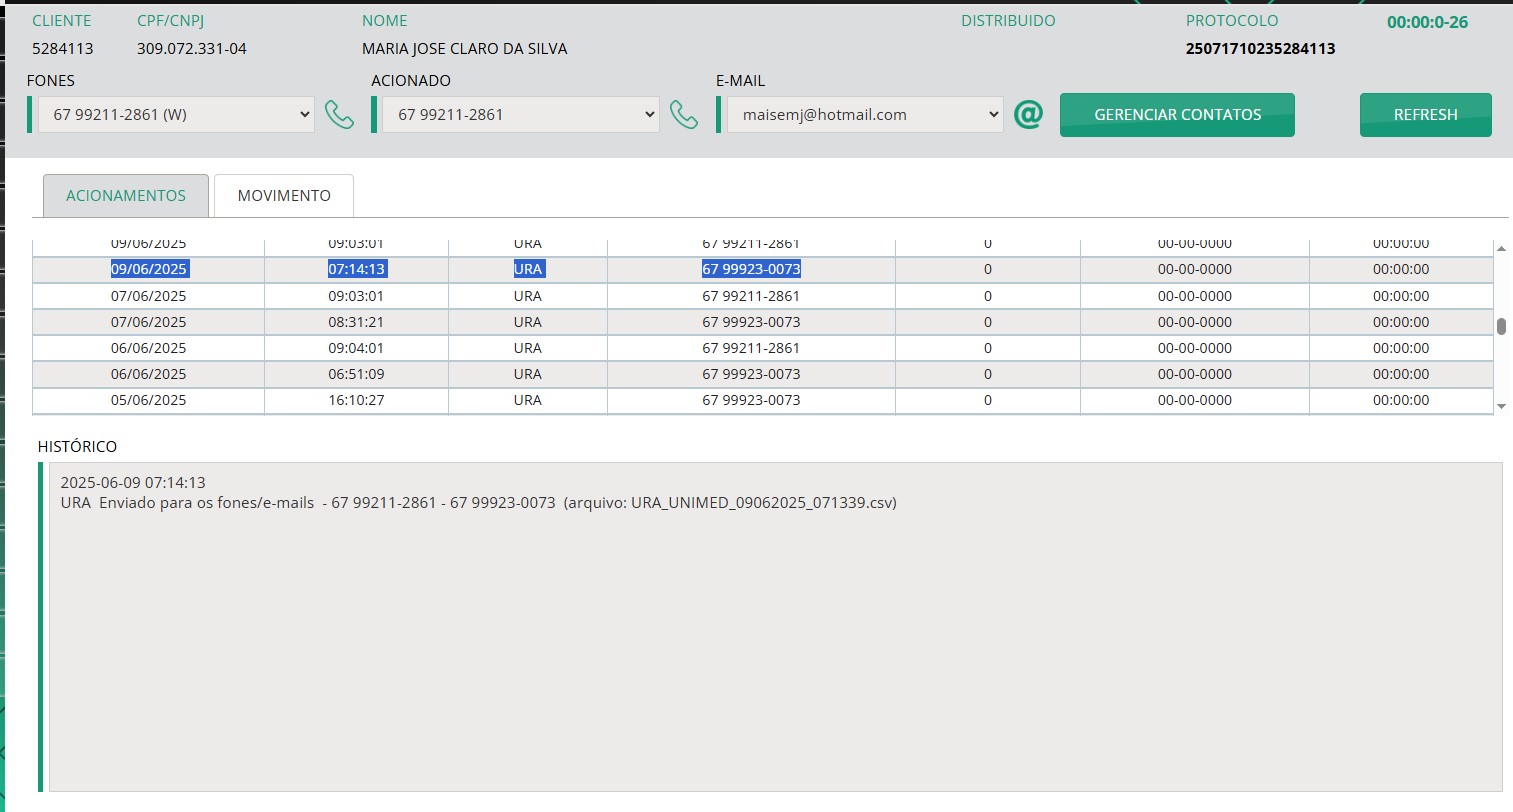 CLIENTE CPF/CNPJ NOME DISTRIBUIDO PROTOCOLO 00:00:0-26
5284113 309.072.331-04 MARIA JOSE CLARO DA SILVA 25071710235284113
FONES ACIONADO E-MAIL
67 99211-2861 (W) 67 99211-2861 maisemj@hotmail.com @ GERENCIAR CONTATOS REFRESH
ACIONAMENTOS MOVIMENTO
09/06/2025 09:03:01 URA 67 99211-2861 0 00-00-0000 00:00:00
09/06/2025 07:14:13 URA 67 99923-0073 0 00-00-0000 00:00:00
07/06/2025 09:03:01 URA 67 99211-2861 0 00-00-0000 00:00:00
07/06/2025 08:31:21 URA 67 99923-0073 0 00-00-0000 00:00:00
06/06/2025 09:04:01 URA 67 99211-2861 0 00-00-0000 00:00:00
06/06/2025 06:51:09 URA 67 99923-0073 0 00-00-0000 00:00:00
05/06/2025 16:10:27 URA 67 99923-0073 0 00-00-0000 00:00:00
HISTÓRICO
2025-06-09 07:14:13
URA Enviado para os fones/e-mails - 67 99211-2861 - 67 99923-0073 (arquivo: URA_UNIMED_09062025_071339.csv)